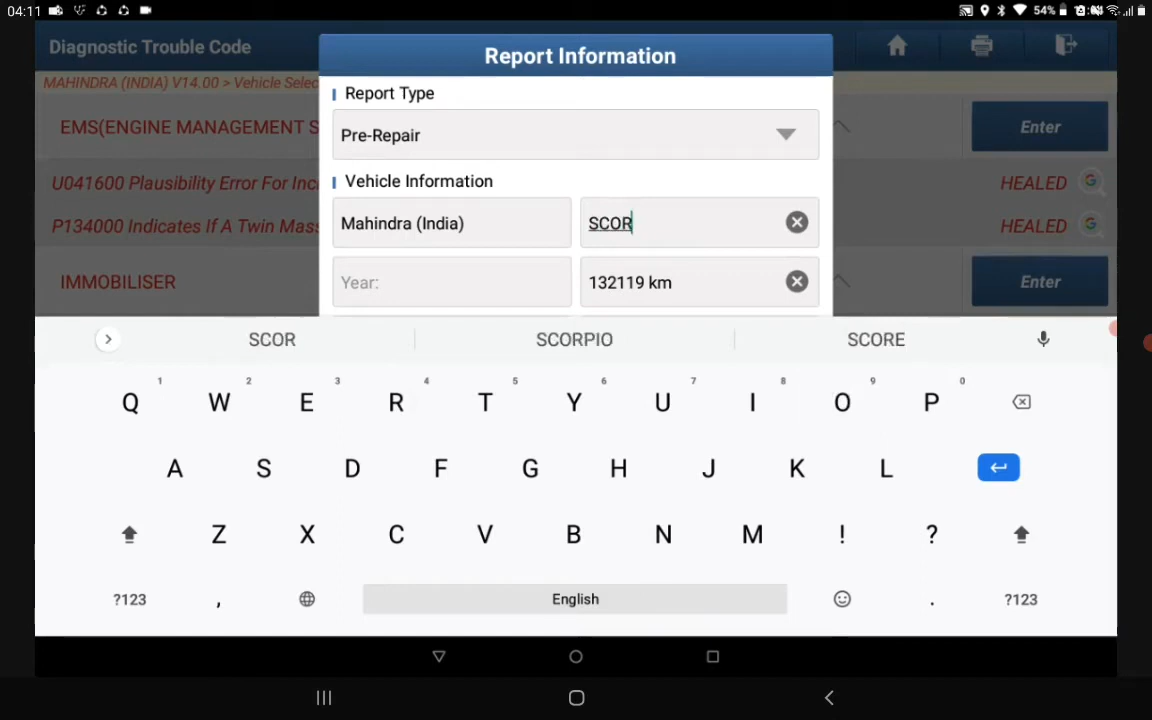 04:11
54%
Diagnostic Trouble Code
Report Information
MAHINDRA (INDIA) V14.00 > Vehicle Selec
Report Type
EMS(ENGINE MANAGEMENT S
Pre-Repair
Enter
Vehicle Information
U041600 Plausibility Error For Inc
HEALED
G
Mahindra (India)
SCOR
P134000 Indicates If A Twin Mass
HEALED
G
IMMOBILISER
Year:
132119 km
Enter
SCOR
SCORPIO
SCORE
1 2 3 4 5 6 7 8 9 0
Q W E R T Y U I O P
A S D F G H J K L
Z X C V B N M ! ?
?123 , English . ?123